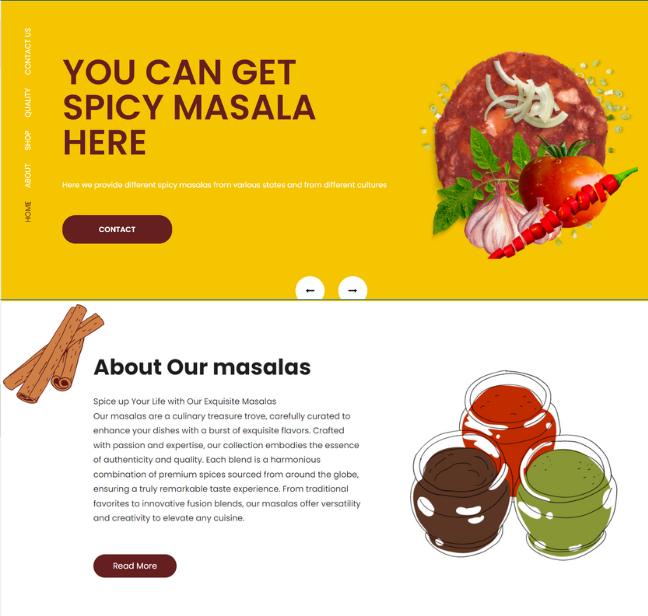 CONTACT US
QUALITY
SHOP
ABOUT
HOME
YOU CAN GET
SPICY MASALA
HERE
Here we provide different spicy masalas from various states and from different cultures
CONTACT
About Our masalas
Spice up Your Life with Our Exquisite Masalas
Our masalas are a culinary treasure trove, carefully curated to
enhance your dishes with a burst of exquisite flavors. Crafted
with passion and expertise, our collection embodies the essence
of authenticity and quality. Each blend is a harmonious
combination of premium spices sourced from around the globe,
ensuring a truly remarkable taste experience. From traditional
favorites to innovative fusion blends, our masalas offer versatility
and creativity to elevate any cuisine.
Read More